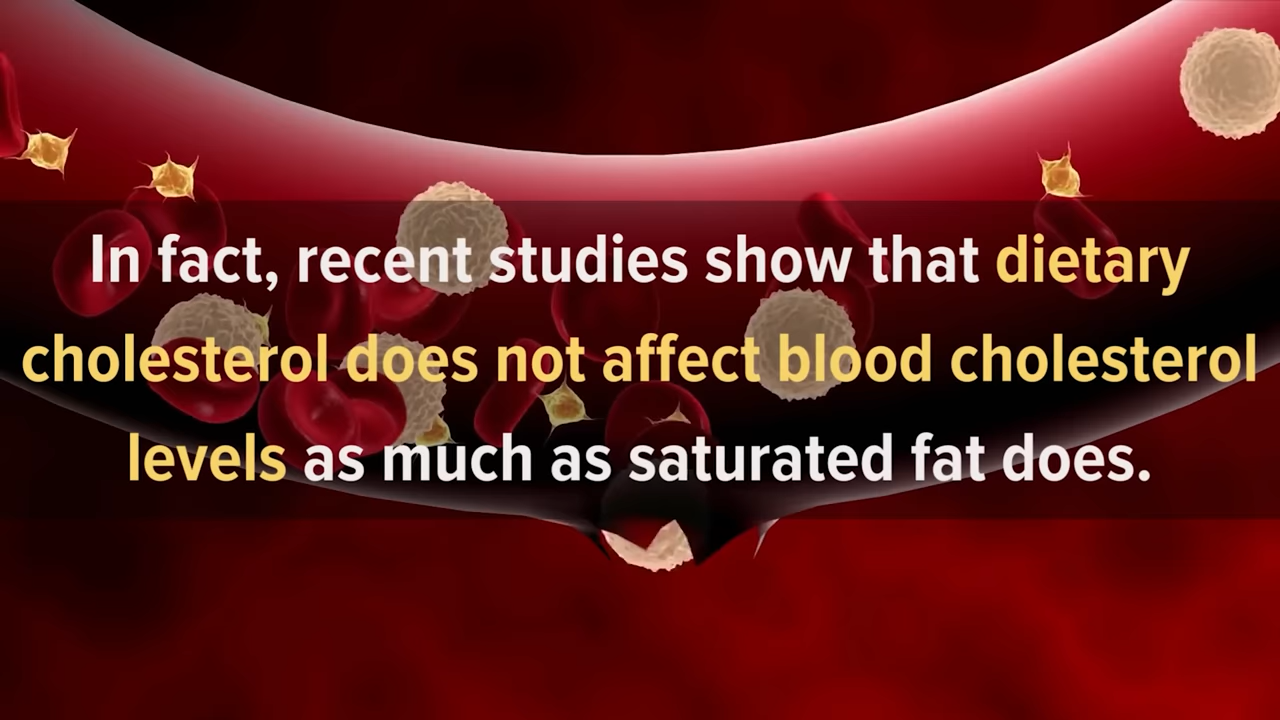 In fact, recent studies show that dietary
cholesterol does not affect blood cholesterol
levels as much as saturated fat does.